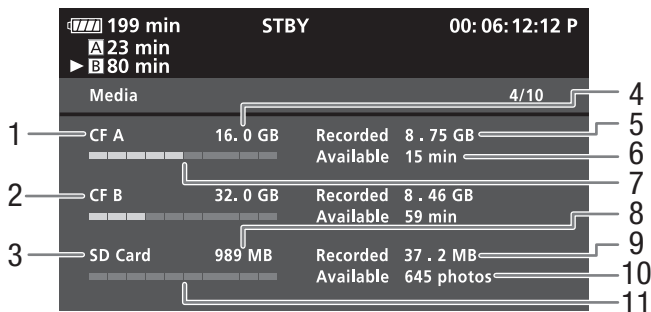 199 min STBY 00:06:12:12 P
A 23 min
▶ B 80 min
Media 4/10
4
1 CF A 16.0 GB Recorded 8.75 GB 5
Available 15 min 6
7
2 CF B 32.0 GB Recorded 8.46 GB
Available 59 min
8
3 SD Card 989 MB Recorded 37.2 MB 9
Available 645 photos 10
11